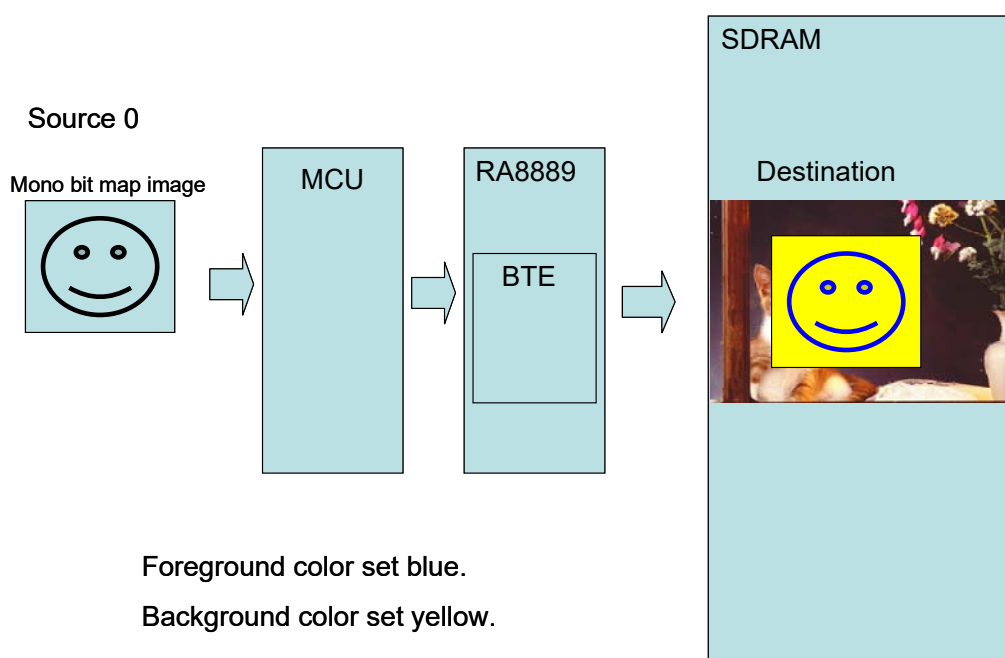 SDRAM
Source 0
Mono bit map image
MCU
RA8889
BTE
Destination
Foreground color set blue.
Background color set yellow.